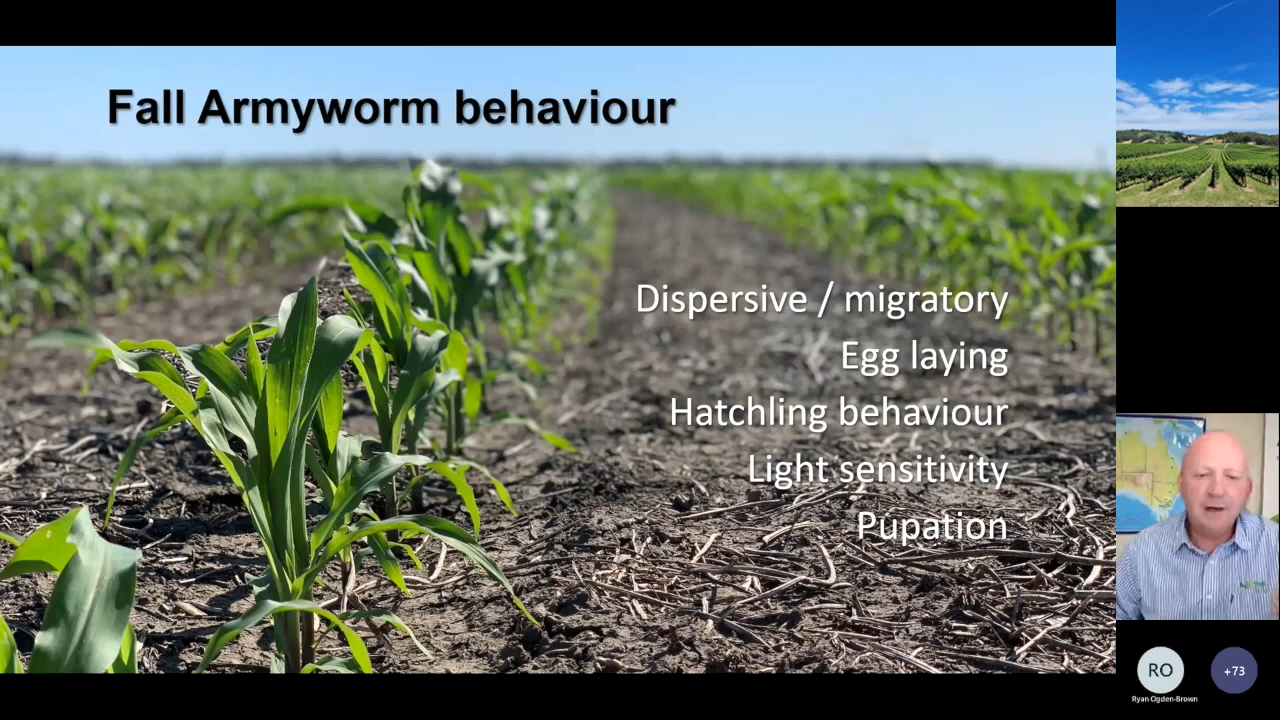 Fall Armyworm behaviour
Dispersive / migratory
Egg laying
Hatchling behaviour
Light sensitivity
Pupation
RO
+73
Ryan Ogden-Brown